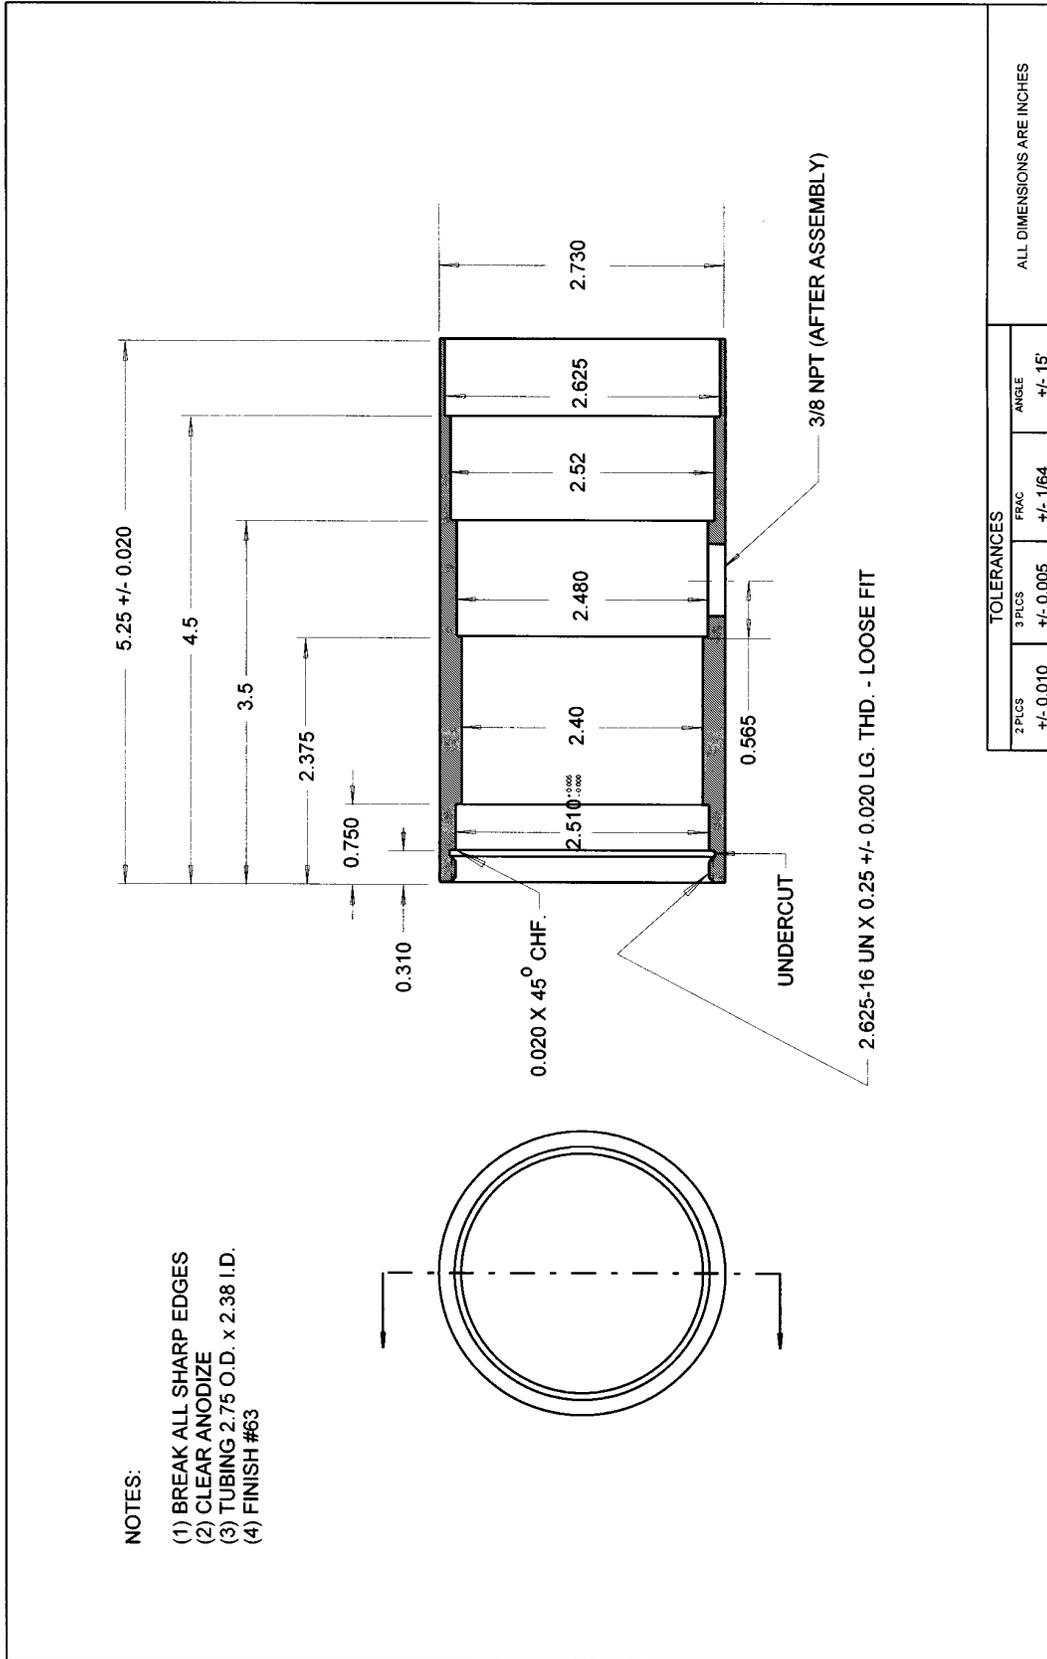 NOTES:
(1) BREAK ALL SHARP EDGES
(2) CLEAR ANODIZE
(3) TUBING 2.75 O.D. x 2.38 I.D.
(4) FINISH #63
5.25 +/- 0.020
4.5
3.5
2.375
0.750
0.310
0.020 X 45° CHF.
2.510 +0.005 -0.000
2.40
2.480
2.52
2.625
2.730
0.565
UNDERCUT
3/8 NPT (AFTER ASSEMBLY)
2.625-16 UN X 0.25 +/- 0.020 LG. THD. - LOOSE FIT
TOLERANCES
2 PLCS 3 PLCS FRAC ANGLE
+/- 0.010 +/- 0.005 +/- 1/64 +/- 15'
ALL DIMENSIONS ARE INCHES